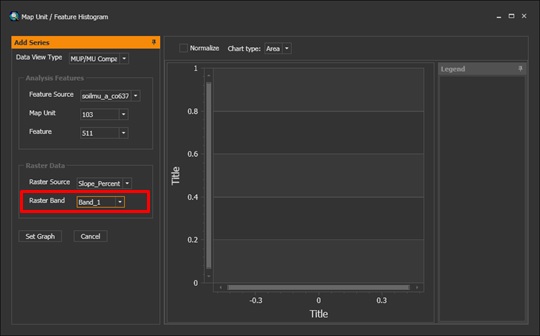 Map Unit / Feature Histogram
Add Series
Data View Type MUP/MU Compa
Analysis Features
Feature Source soilmu_a_co637
Map Unit 103
Feature 511
Raster Data
Raster Source Slope_Percent
Raster Band Band_1
Set Graph Cancel
Normalize Chart type: Area
1
0.8
0.6
0.4
0.2
0
Title
-0.3 0 0.3
Title
Legend